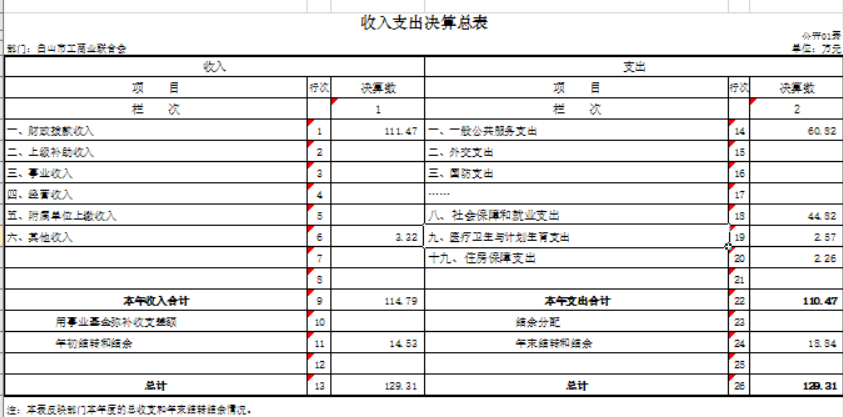 收入支出决算总表
公开01表
部门：白山市工商业联合会 单位：万元
收入 支出
项 目 行次 决算数 项 目 行次 决算数
栏 次 1 栏 次 2
一、财政拨款收入 1 111.47 一、一般公共服务支出 14 60.82
二、上级补助收入 2 二、外交支出 15
三、事业收入 3 三、国防支出 16
四、经营收入 4 …… 17
五、附属单位上缴收入 5 八、社会保障和就业支出 18 44.82
六、其他收入 6 3.32 九、医疗卫生与计划生育支出 19 2.57
7 十九、住房保障支出 20 2.26
8 21
本年收入合计 9 114.79 本年支出合计 22 110.47
用事业基金弥补收支差额 10 结余分配 23
年初结转和结余 11 14.53 年末结转和结余 24 18.84
12 25
总计 13 129.31 总计 26 129.31
注：本表反映部门本年度的总收支和年末结转结余情况。